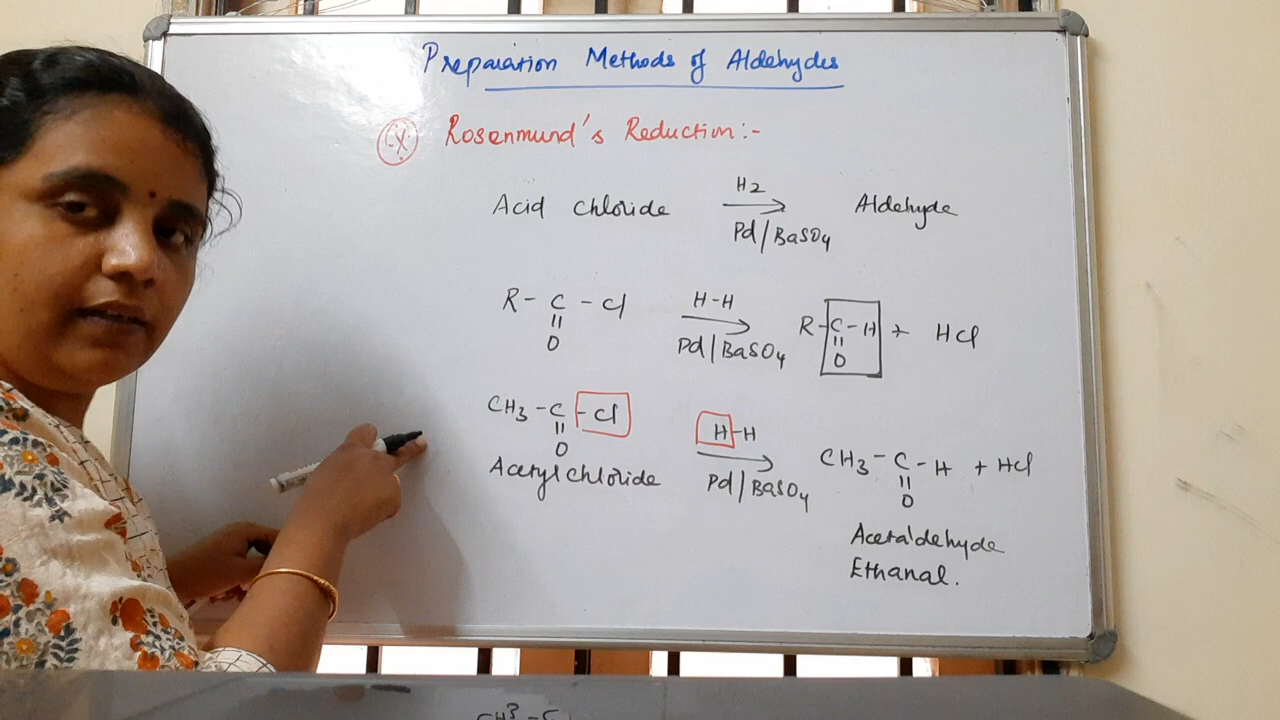 Preparation Methods of Aldehydes
Rosenmund's Reduction:-
Acid chloride H2 Pd/BaSO4 Aldehyde
R-C-Cl H-H R-C-H + HCl
O Pd/BaSO4 O
CH3-C-Cl H-H CH3-C-H + HCl
O Pd/BaSO4 O
Acetyl chloride
Acetaldehyde
Ethanal.